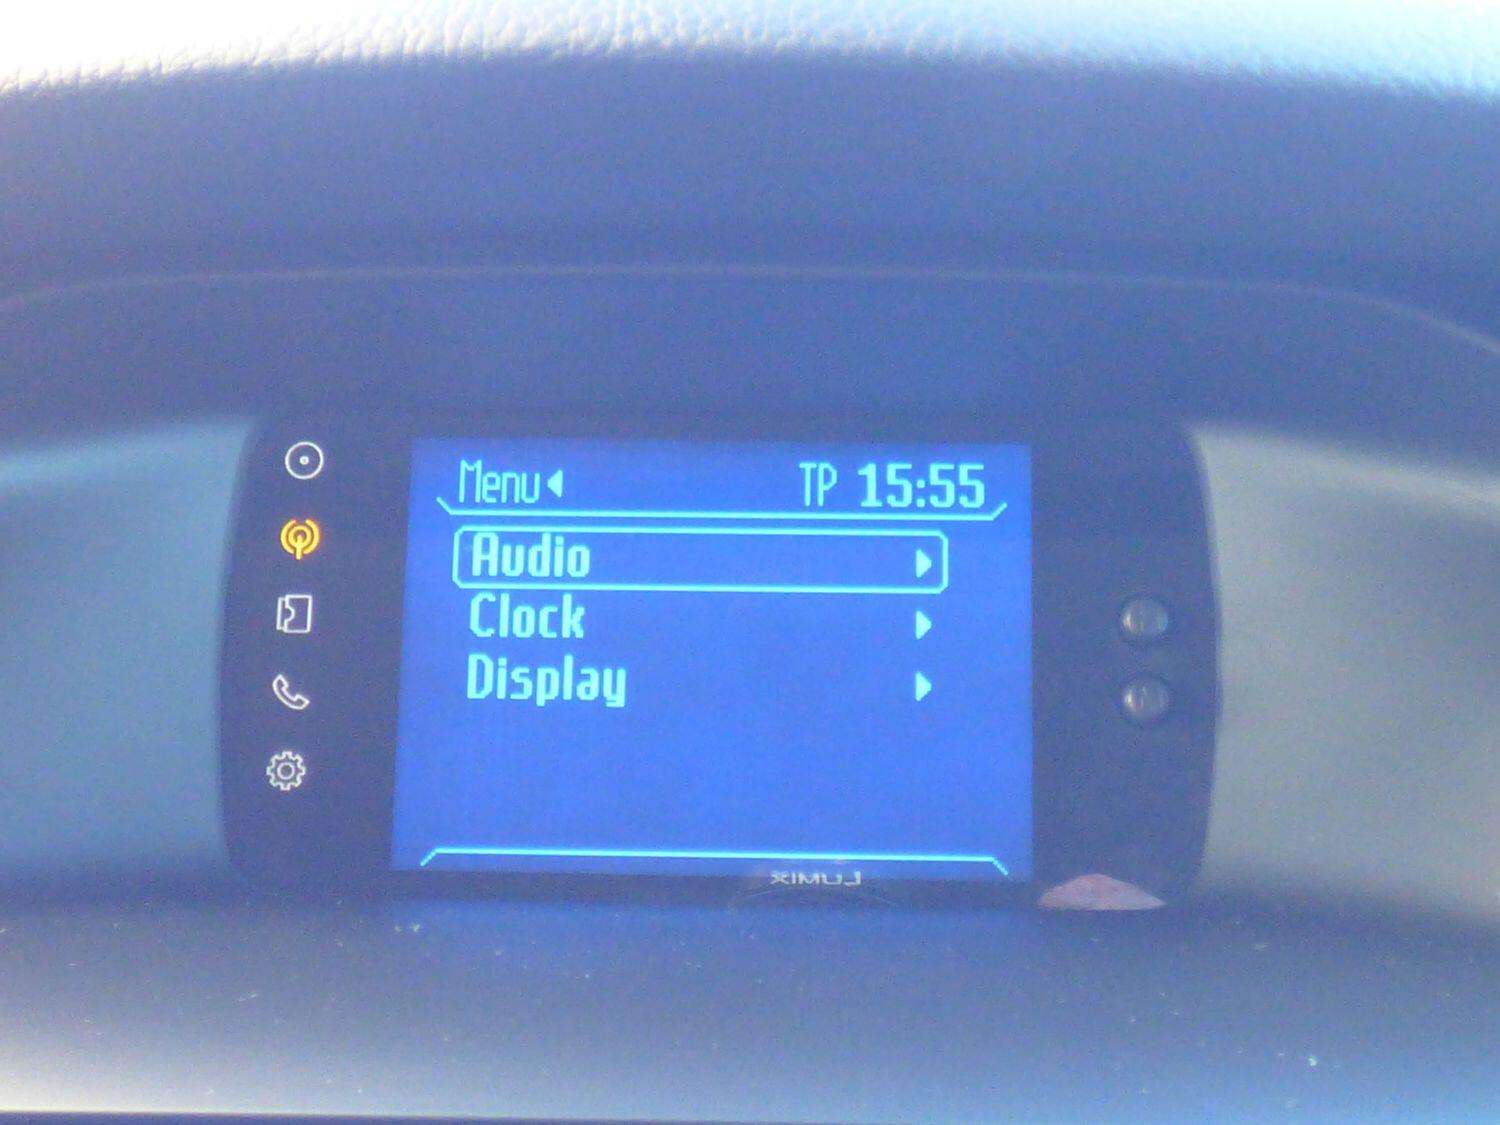 Menu TP 15:55
Audio
Clock
Display
LUMIX